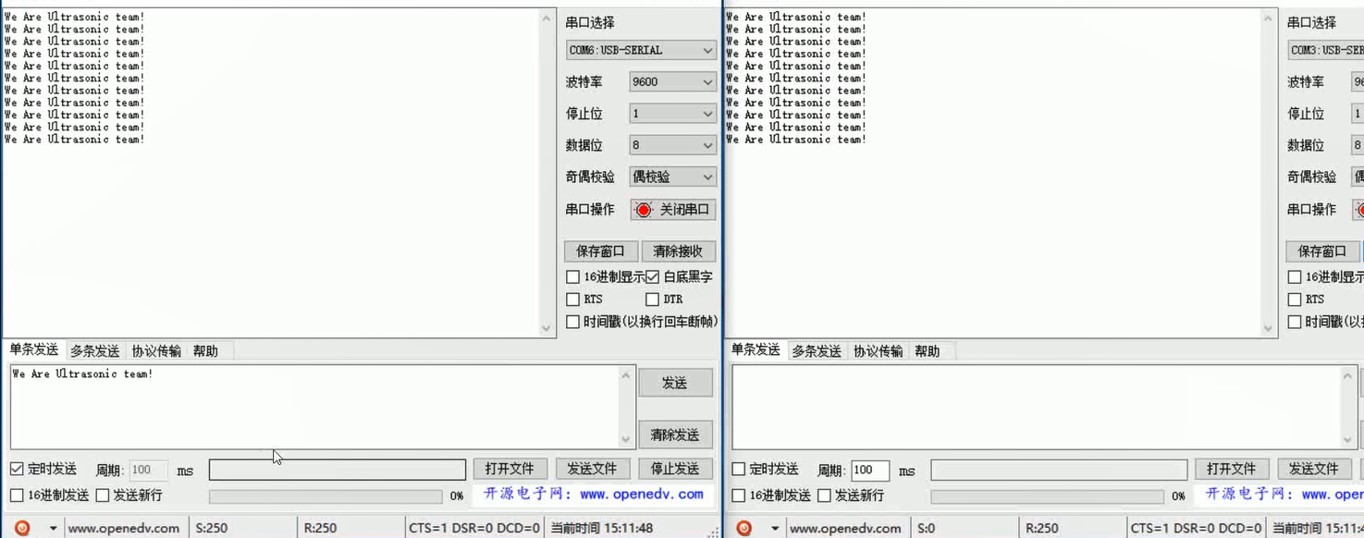 We Are Ultrasonic team!
We Are Ultrasonic team!
We Are Ultrasonic team!
We Are Ultrasonic team!
We Are Ultrasonic team!
We Are Ultrasonic team!
We Are Ultrasonic team!
We Are Ultrasonic team!
We Are Ultrasonic team!
We Are Ultrasonic team!
We Are Ultrasonic team!
串口选择
COM6:USB-SERIAL
波特率 9600
停止位 1
数据位 8
奇偶校验 偶校验
串口操作 关闭串口
保存窗口 清除接收
16进制显示 白底黑字
RTS DTR
时间戳(以换行回车断帧)
单条发送 多条发送 协议传输 帮助
We Are Ultrasonic team!
发送
清除发送
定时发送 周期: 100 ms 打开文件 发送文件 停止发送
16进制发送 发送新行 0% 开源电子网: www.openedv.com
www.openedv.com S:250 R:250 CTS=1 DSR=0 DCD=0 当前时间 15:11:48
We Are Ultrasonic team!
We Are Ultrasonic team!
We Are Ultrasonic team!
We Are Ultrasonic team!
We Are Ultrasonic team!
We Are Ultrasonic team!
We Are Ultrasonic team!
We Are Ultrasonic team!
We Are Ultrasonic team!
We Are Ultrasonic team!
We Are Ultrasonic team!
串口选择
COM3:USB-SER
波特率 96
停止位 1
数据位 8
奇偶校验
串口操作
保存窗口
16进制显示
RTS
时间戳(以换
单条发送 多条发送 协议传输 帮助
定时发送 周期: 100 ms 打开文件 发送文件
16进制发送 发送新行 0% 开源电子网: www.openedv
www.openedv.com S:0 R:250 CTS=1 DSR=0 DCD=0 当前时间 15:11:4